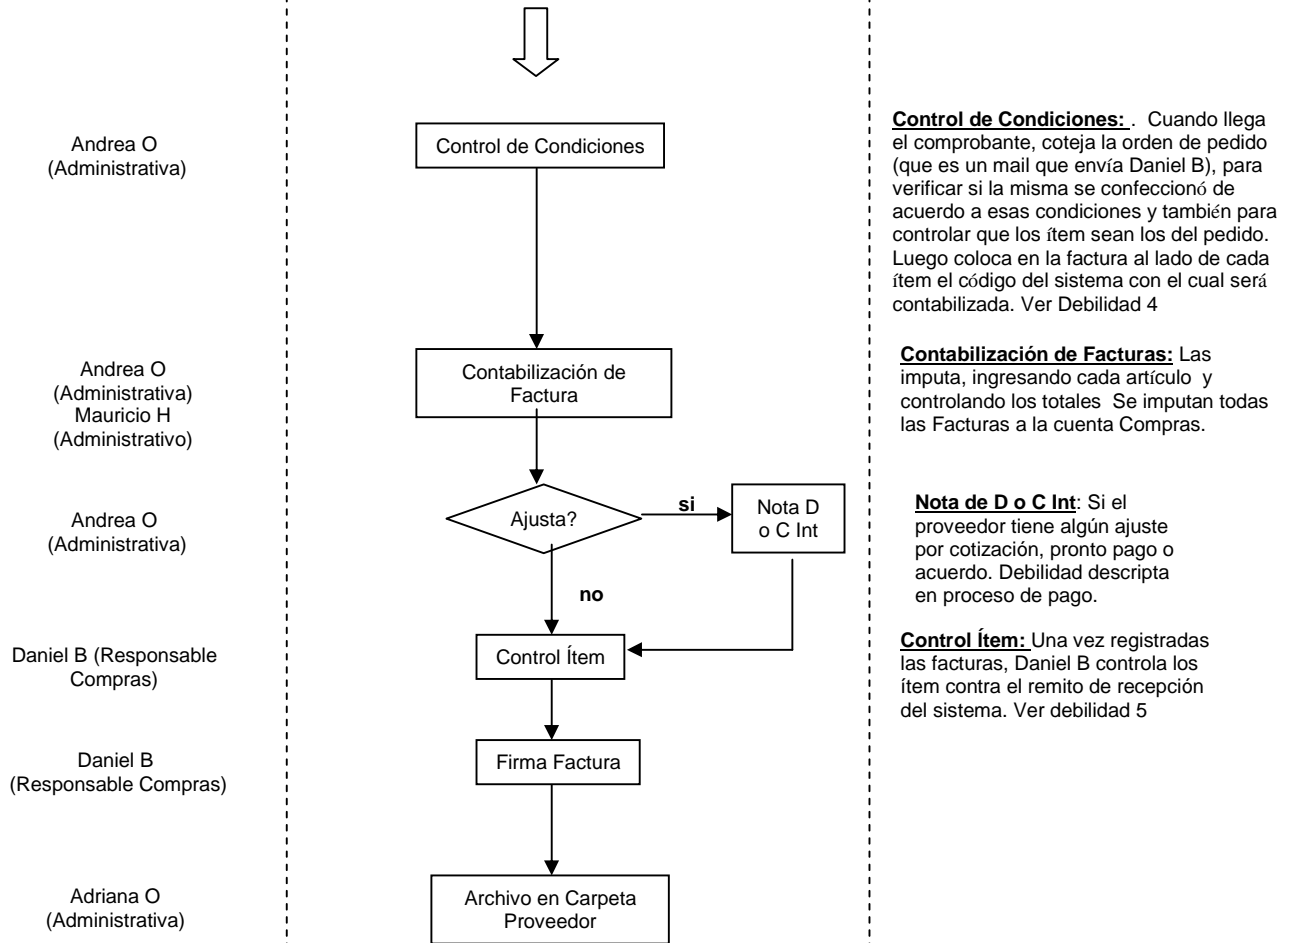 Andrea O
(Administrativa)
Control de Condiciones
Control de Condiciones: .  Cuando llega
el comprobante, coteja la orden de pedido
(que es un mail que envía Daniel B), para
verificar si la misma se confeccionó de
acuerdo a esas condiciones y también para
controlar que los ítem sean los del pedido.
Luego coloca en la factura al lado de cada
ítem el código del sistema con el cual será
contabilizada. Ver Debilidad 4
Andrea O
(Administrativa)
Mauricio H
(Administrativo)
Contabilización de
Factura
Contabilización de Facturas: Las
imputa, ingresando cada artículo  y
controlando los totales  Se imputan todas
las Facturas a la cuenta Compras.
Andrea O
(Administrativa)
Ajusta?
si
Nota D
o C Int
no
Nota de D o C Int: Si el
proveedor tiene algún ajuste
por cotización, pronto pago o
acuerdo. Debilidad descripta
en proceso de pago.
Daniel B (Responsable
Compras)
Control Ítem
Control Ítem: Una vez registradas
las facturas, Daniel B controla los
ítem contra el remito de recepción
del sistema. Ver debilidad 5
Daniel B
(Responsable Compras)
Firma Factura
Adriana O
(Administrativa)
Archivo en Carpeta
Proveedor